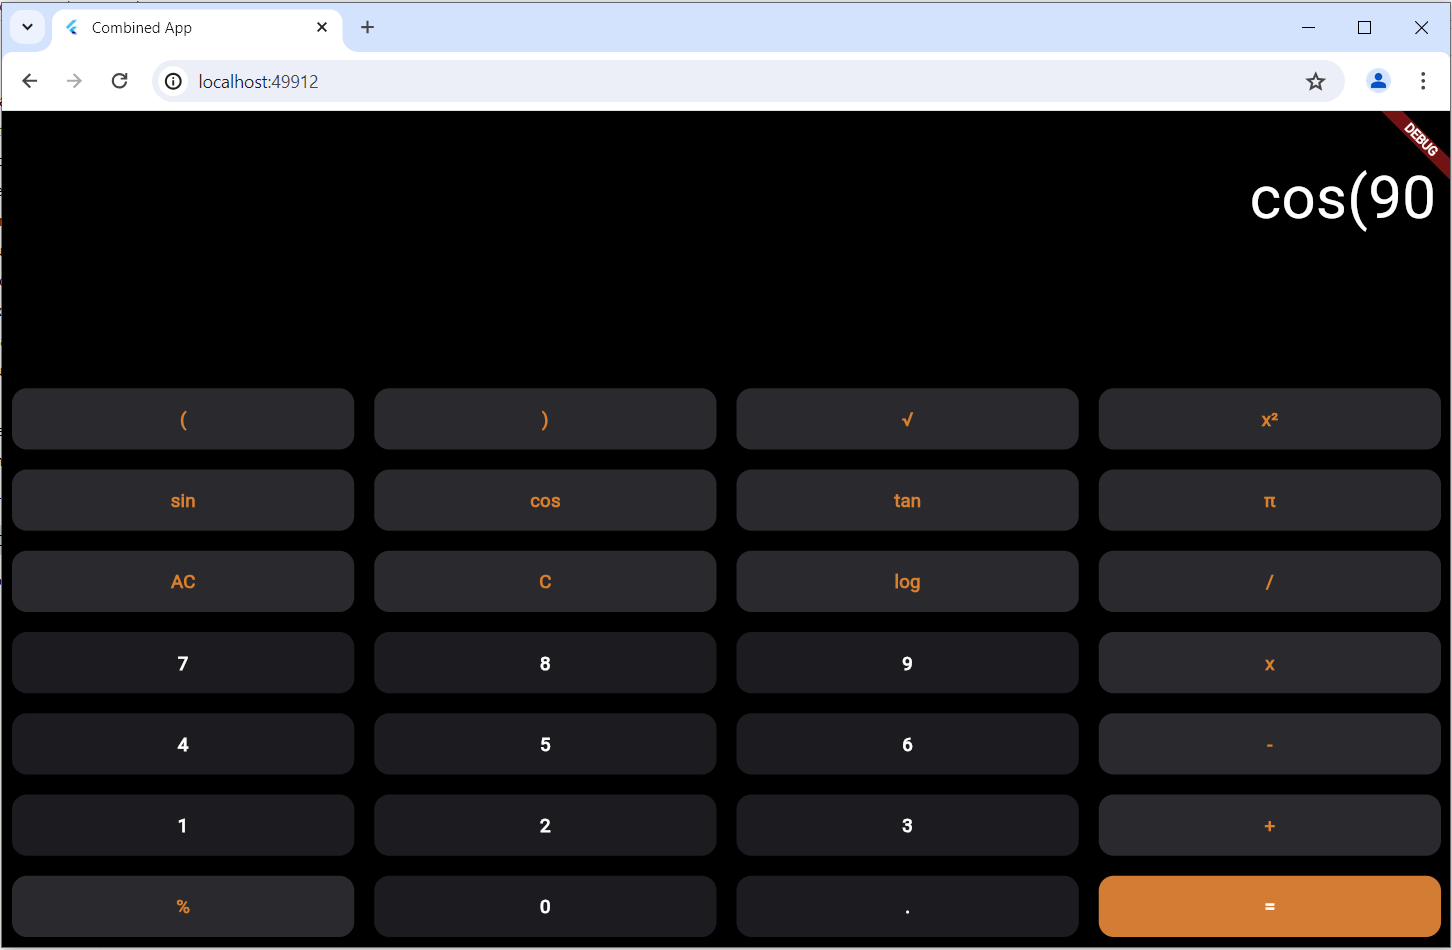 Combined App
localhost:49912
DEBUG
cos(90
( ) √ x²
sin cos tan π
AC C log /
7 8 9 x
4 5 6 -
1 2 3 +
% 0 . =